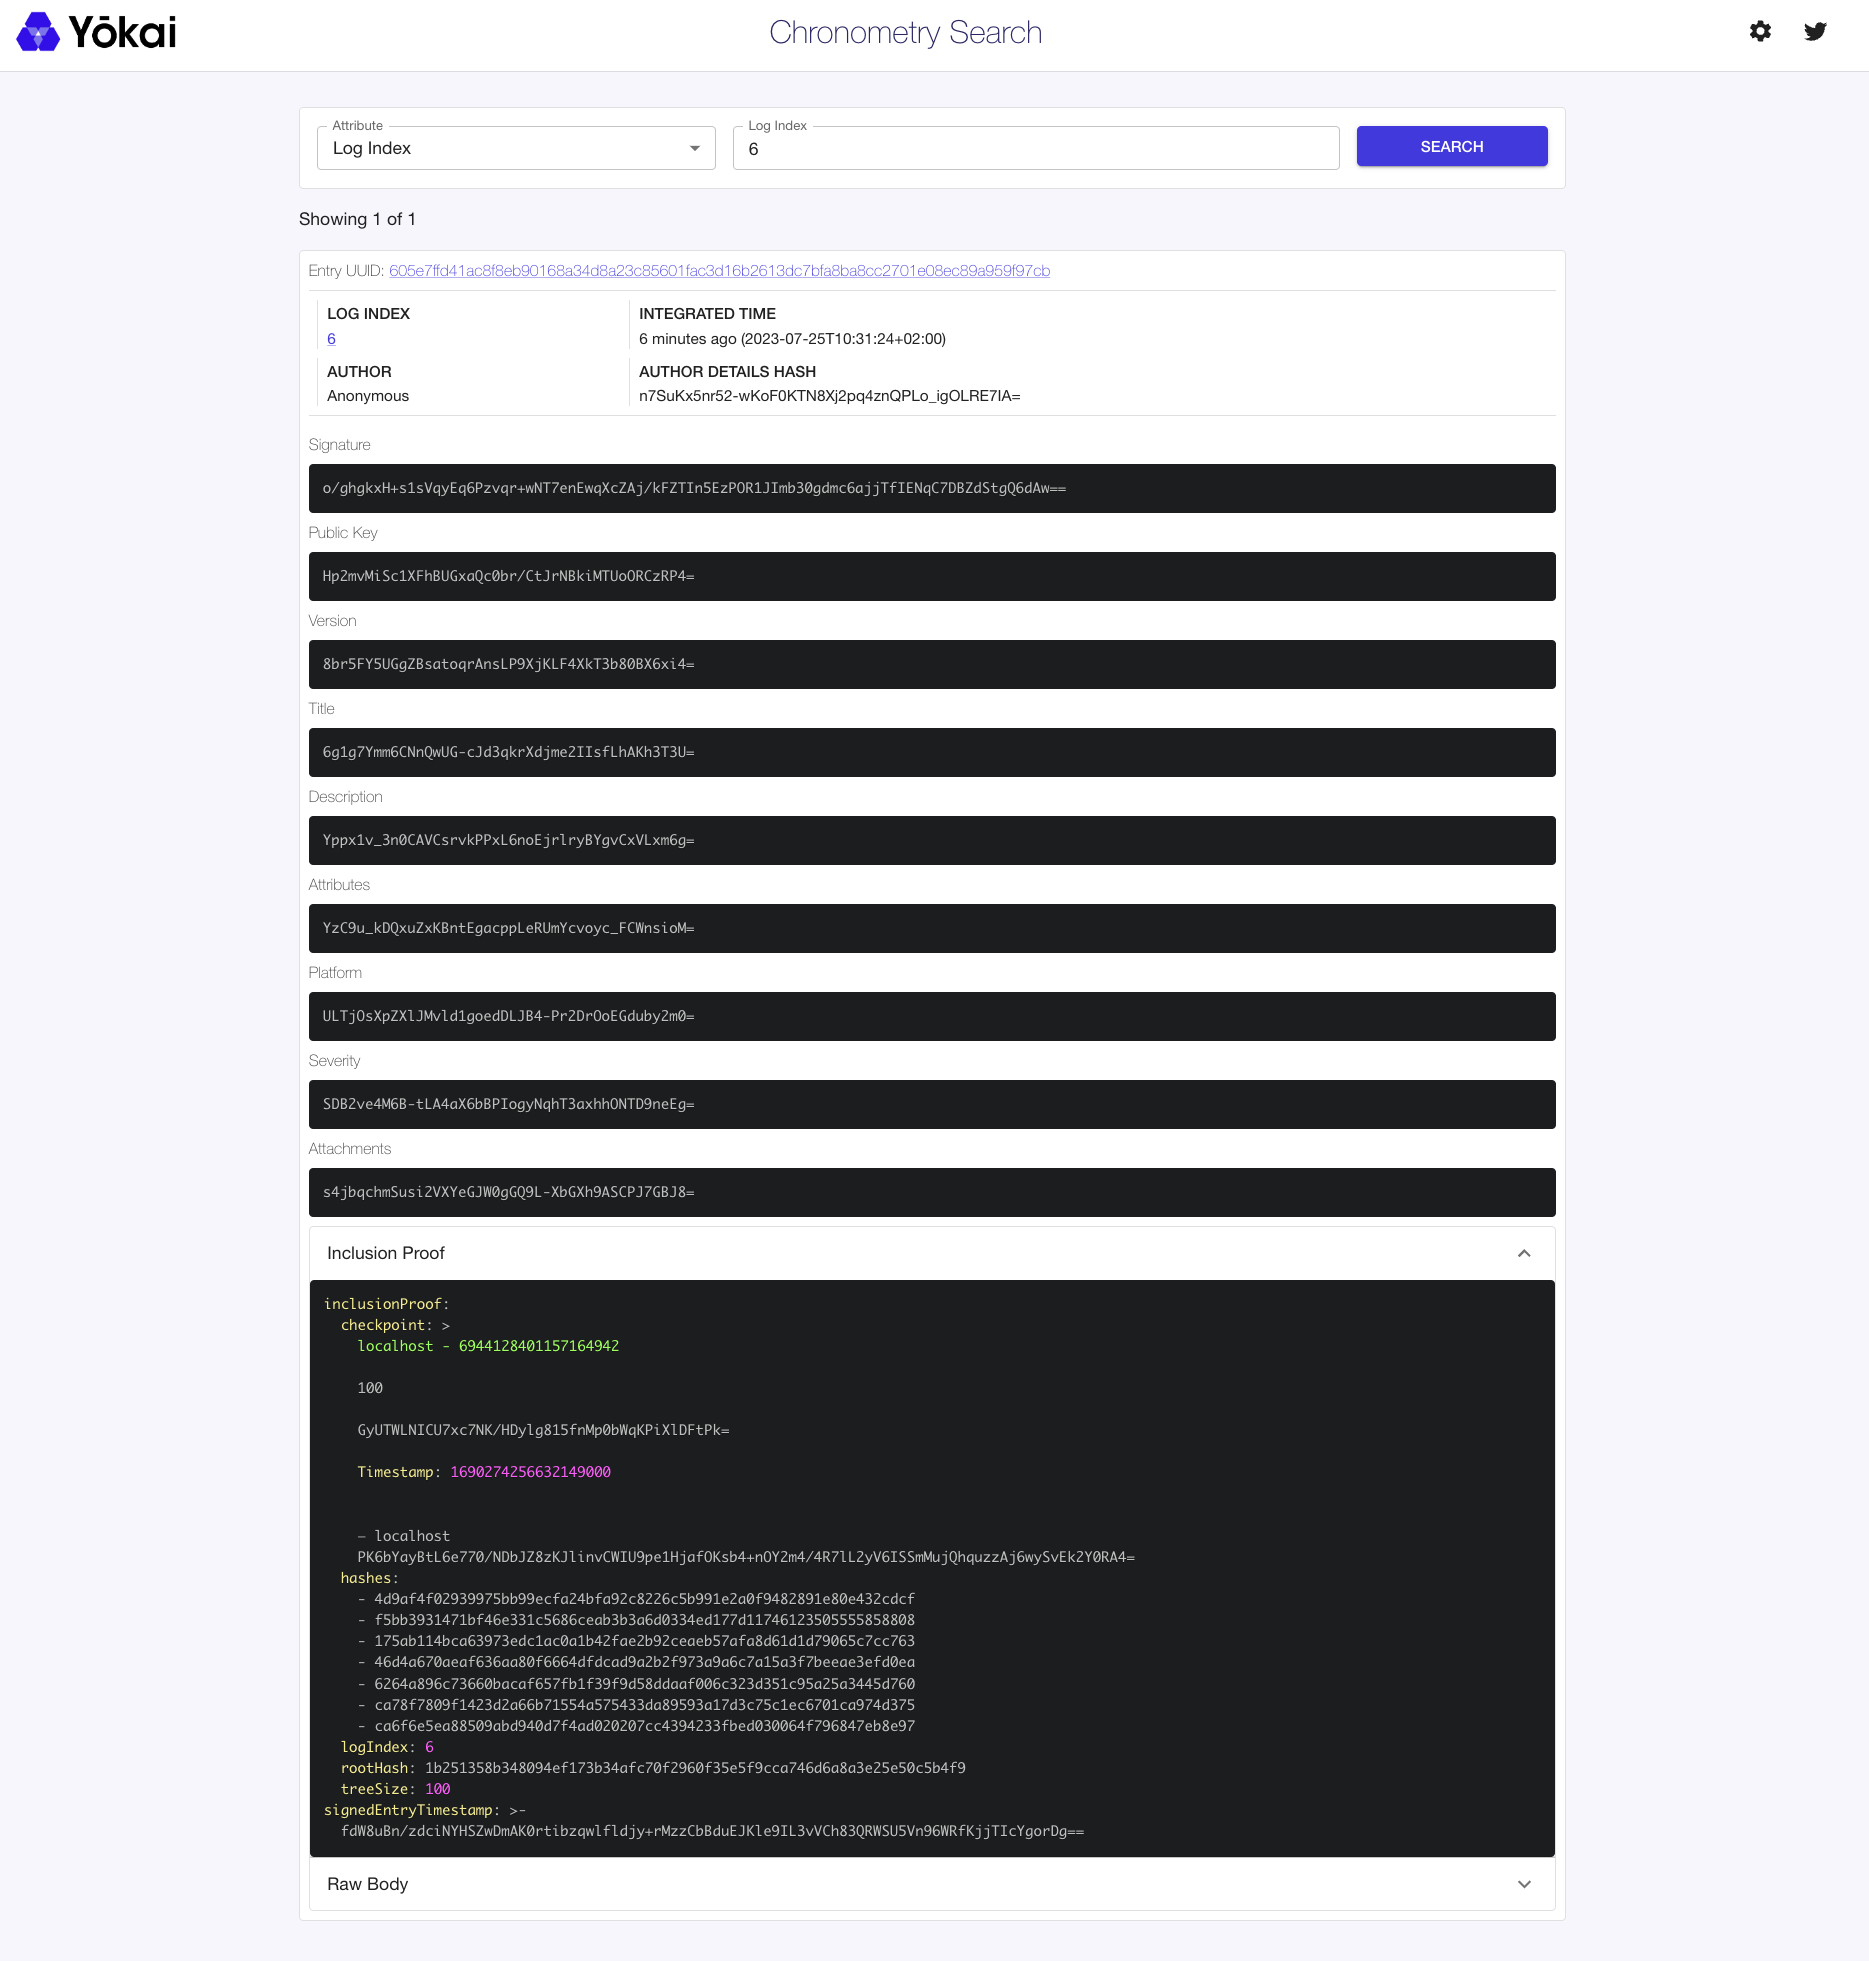 Yōkai
Chronometry Search
Attribute
Log Index
Log Index
6
SEARCH
Showing 1 of 1
Entry UUID: 605e7ffd41ac8f8eb90168a34d8a23c85601fac3d16b2613dc7bfa8ba8cc2701e08ec89a959f97cb
LOG INDEX
6
INTEGRATED TIME
6 minutes ago (2023-07-25T10:31:24+02:00)
AUTHOR
Anonymous
AUTHOR DETAILS HASH
n7SuKx5nr52-wKoF0KTN8Xj2pq4znQPLo_igOLRE7IA=
Signature
o/ghgkxH+s1sVqyEq6Pzvqr+wNT7enEwqXcZAj/kFZTIn5EzPOR1JImb30gdmc6ajjTfIENqC7DBZdStgQ6dAw==
Public Key
Hp2mvMiSc1XFhBUGxaQc0br/CtJrNBkiMTUoORCzRP4=
Version
8br5FY5UGgZBsatoqrAnsLP9XjKLF4XkT3b80BX6xi4=
Title
6g1g7Ymm6CNnQwUG-cJd3qkrXdjme2IIsfLhAKh3T3U=
Description
Yppx1v_3n0CAVCsrvkPPxL6noEjrlryBYgvCxVLxm6g=
Attributes
YzC9u_kDQxuZxKBntEgacppLeRUmYcvoyc_FCWnsioM=
Platform
ULTjOsXpZXlJMvld1goedDLJB4-Pr2DrOoEGduby2m0=
Severity
SDB2ve4M6B-tLA4aX6bBPIogyNqhT3axhhONTD9neEg=
Attachments
s4jbqchmSusi2VXYeGJW0gGQ9L-XbGXh9ASCPJ7GBJ8=
Inclusion Proof
inclusionProof:
checkpoint: >
localhost - 6944128401157164942
100
GyUTWLNICU7xc7NK/HDylg815fnMp0bWqKPiXlDFtPk=
Timestamp: 1690274256632149000
— localhost
PK6bYayBtL6e770/NDbJZ8zKJlinvCWIU9pe1HjafOKsb4+nOY2m4/4R7lL2yV6ISSmMujQhquzzAj6wySvEk2Y0RA4=
hashes:
- 4d9af4f02939975bb99ecfa24bfa92c8226c5b991e2a0f9482891e80e432cdcf
- f5bb3931471bf46e331c5686ceab3b3a6d0334ed177d11746123505555858808
- 175ab114bca63973edc1ac0a1b42fae2b92ceaeb57afa8d61d1d79065c7cc763
- 46d4a670aeaf636aa80f6664dfdcad9a2b2f973a9a6c7a15a3f7beeae3efd0ea
- 6264a896c73660bacaf657fb1f39f9d58ddaaf006c323d351c95a25a3445d760
- ca78f7809f1423d2a66b71554a575433da89593a17d3c75c1ec6701ca974d375
- ca6f6e5ea88509abd940d7f4ad020207cc4394233fbed030064f796847eb8e97
logIndex: 6
rootHash: 1b251358b348094ef173b34afc70f2960f35e5f9cca746d6a8a3e25e50c5b4f9
treeSize: 100
signedEntryTimestamp: >-
fdW8uBn/zdciNYHSZwDmAK0rtibzqwlfldjy+rMzzCbBduEJKle9IL3vVCh83QRWSU5Vn96WRfKjjTIcYgorDg==
Raw Body